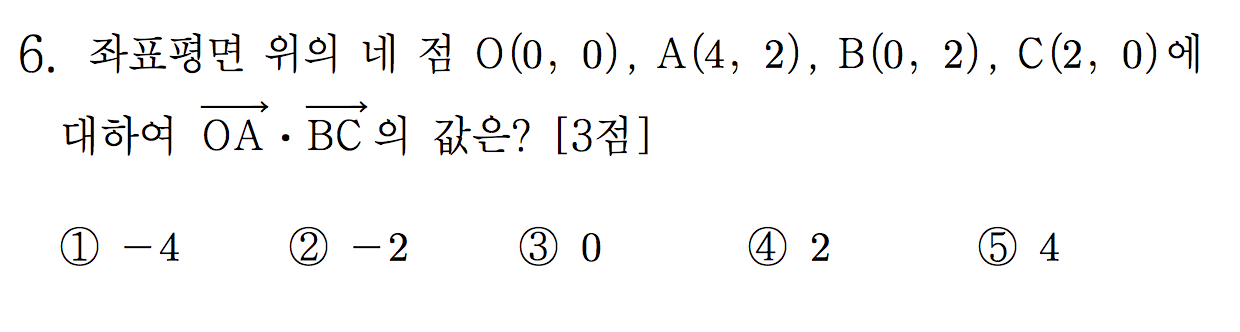 6. 좌표평면 위의 네 점 O(0, 0), A(4, 2), B(0, 2), C(2, 0)에
대하여 $\overrightarrow{OA} \cdot \overrightarrow{BC}$의 값은? [3점]
① −4 ② −2 ③ 0 ④ 2 ⑤ 4